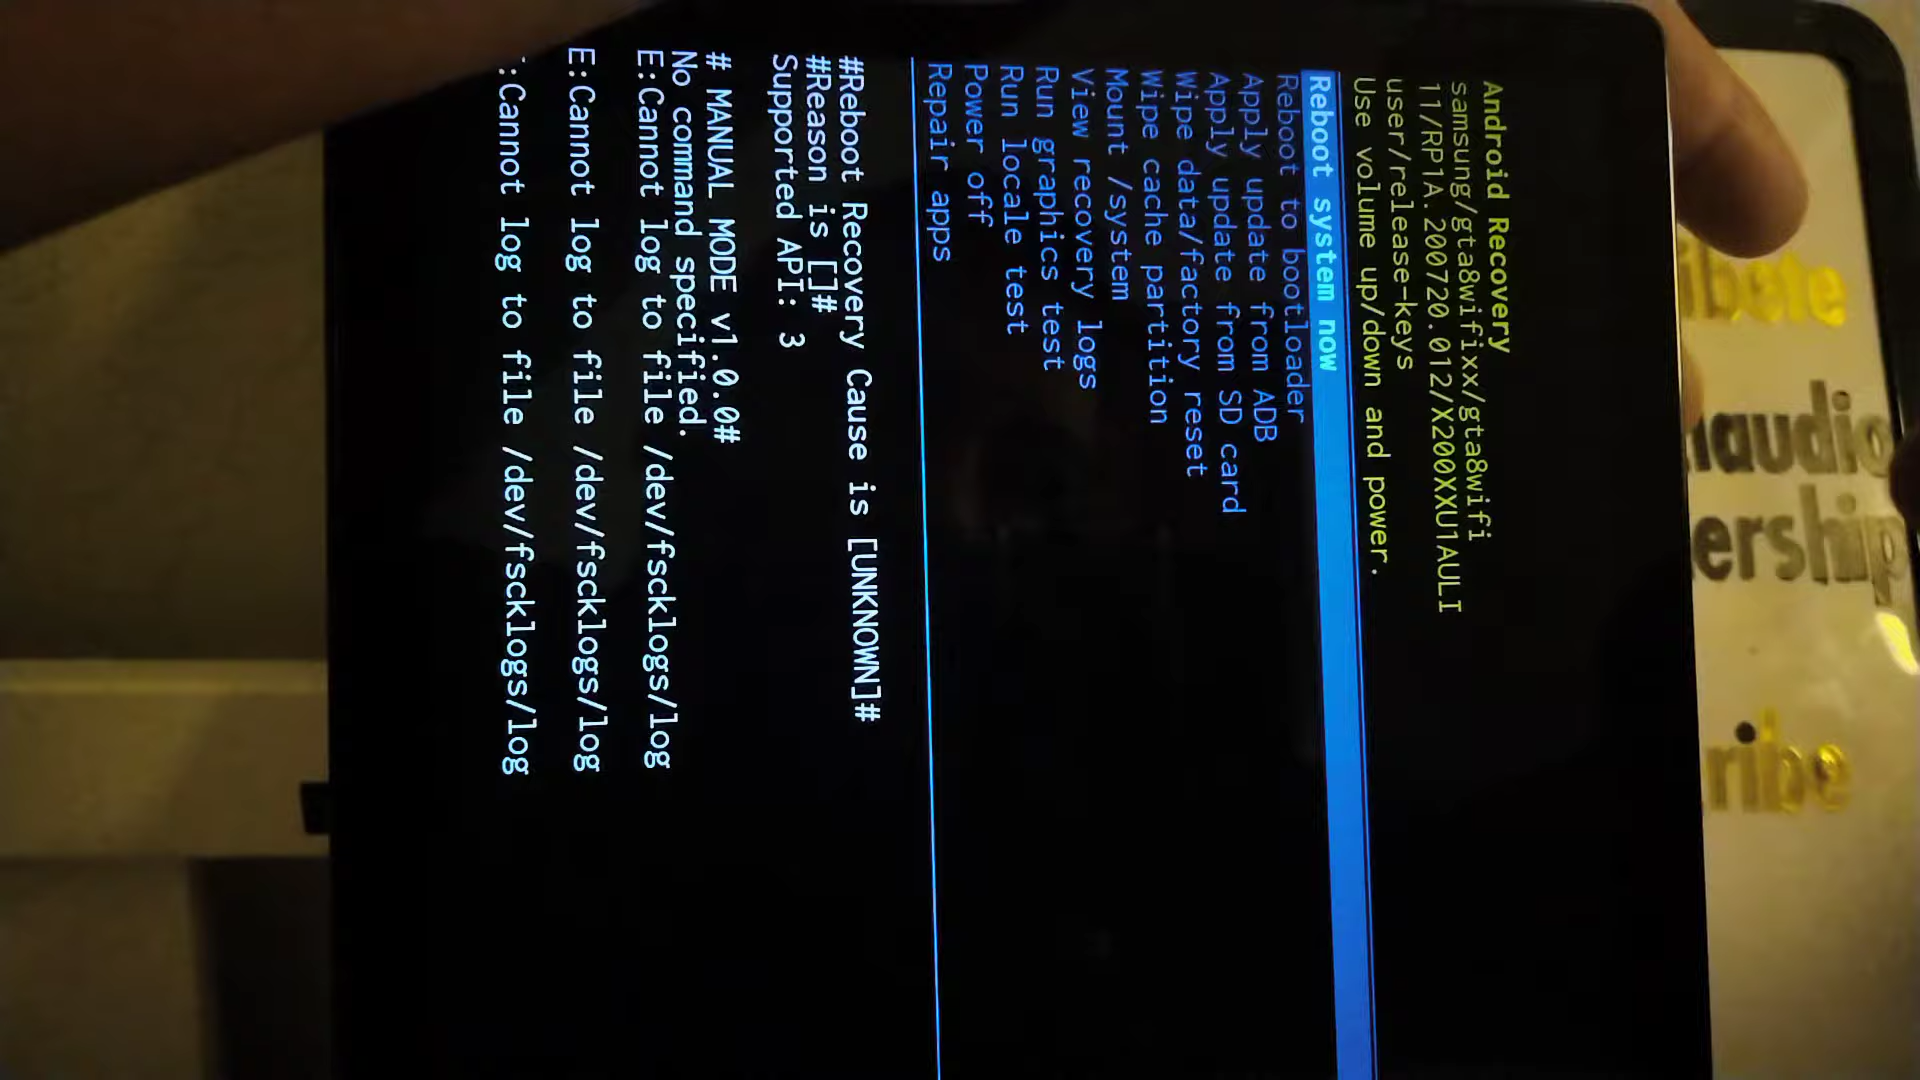 Android Recovery
samsung/gta8wifixx/gta8wifi
11/RP1A.200720.012/X200XXU1AULI
user/release-keys
Use volume up/down and power.
Reboot system now
Reboot to bootloader
Apply update from ADB
Apply update from SD card
Wipe data/factory reset
Wipe cache partition
Mount /system
View recovery logs
Run graphics test
Run locale test
Power off
Repair apps
#Reboot Recovery Cause is [UNKNOWN]#
#Reason is []#
Supported API: 3
# MANUAL MODE v1.0.0#
No command specified.
E:Cannot log to file /dev/fscklogs/log
E:Cannot log to file /dev/fscklogs/log
:Cannot log to file /dev/fscklogs/log